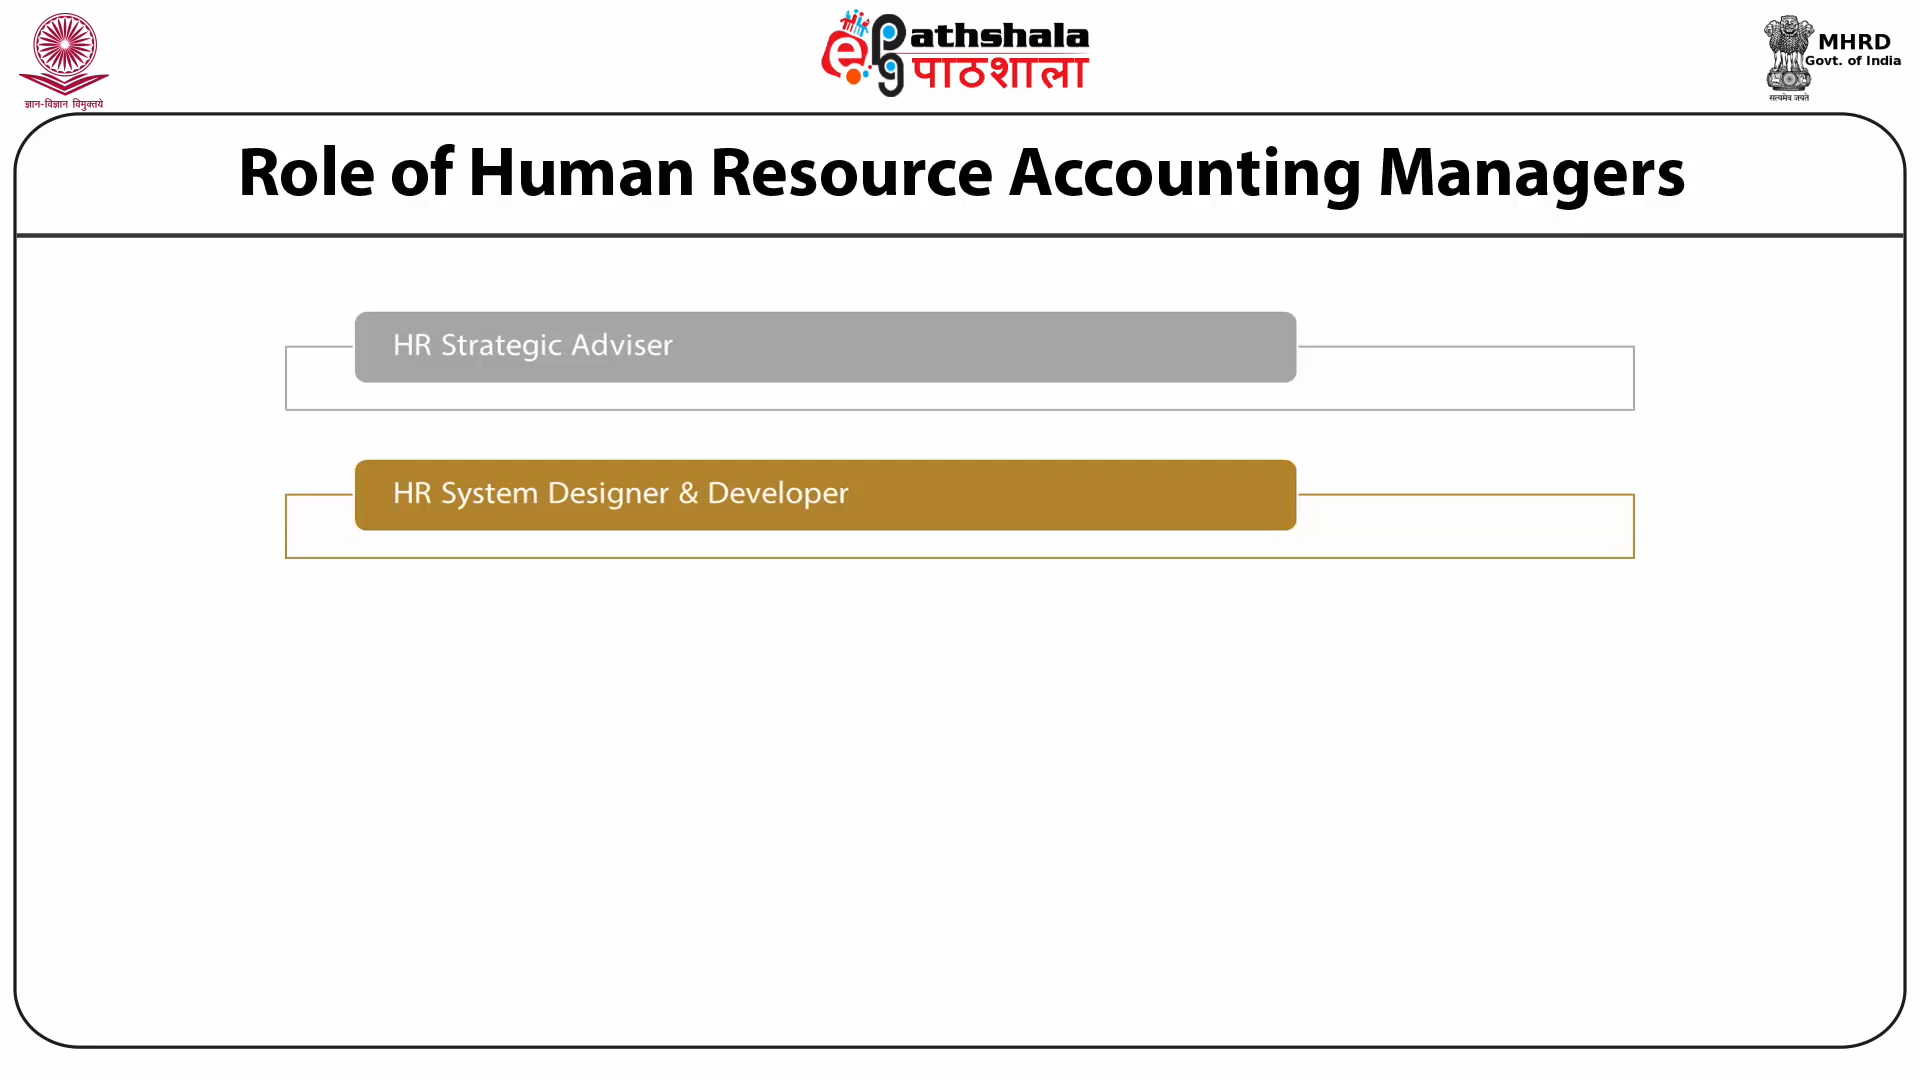 ज्ञान-विज्ञान विमुक्तये
ePathshala
पाठशाला
MHRD
Govt. of India
सत्यमेव जयते
Role of Human Resource Accounting Managers
HR Strategic Adviser
HR System Designer & Developer